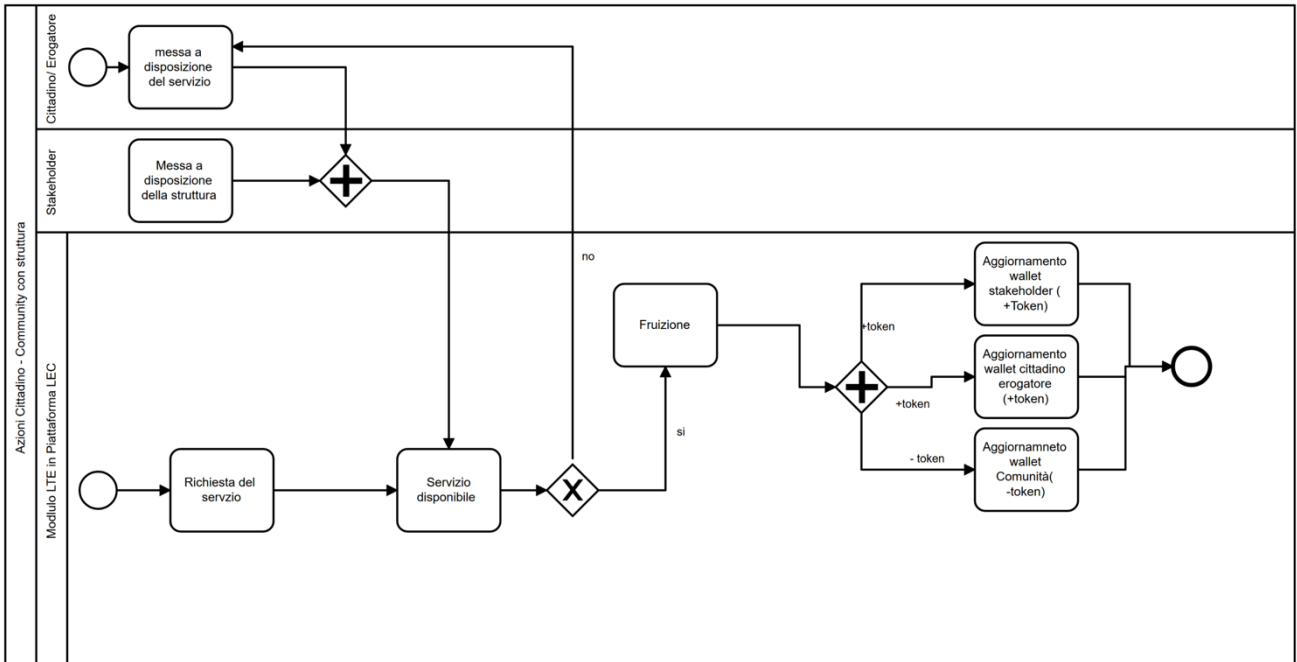 Azioni Cittadino - Community con struttura
Cittadino/ Erogatore
messa a
disposizione
del servizio
Stakeholder
Messa a
disposizione
della struttura
Modlulo LTE in Piattaforma LEC
Richiesta del
servzio
Servizio
disponibile
no
si
Fruizione
+token
+token
- token
Aggiornamento
wallet
stakeholder (
+Token)
Aggiornamento
wallet cittadino
erogatore
(+token)
Aggiornamneto
wallet
Comunità(
-token)